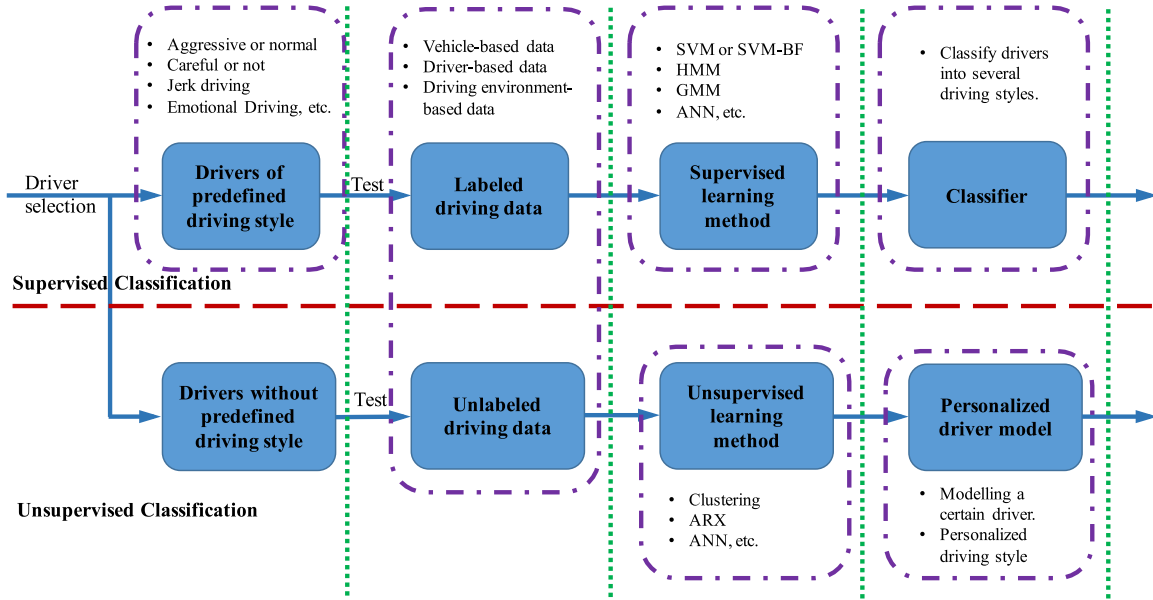 • Aggressive or normal
• Careful or not
• Jerk driving
• Emotional Driving, etc.
• Vehicle-based data
• Driver-based data
• Driving environment-
based data
• SVM or SVM-BF
• HMM
• GMM
• ANN, etc.
• Classify drivers
into several
driving styles.
Driver
selection
Drivers of
predefined
driving style
Test
Labeled
driving data
Supervised
learning
method
Classifier
Supervised Classification
Drivers without
predefined
driving style
Test
Unlabeled
driving data
Unsupervised
learning
method
Personalized
driver model
Unsupervised Classification
• Clustering
• ARX
• ANN, etc.
• Modelling a
certain driver.
• Personalized
driving style